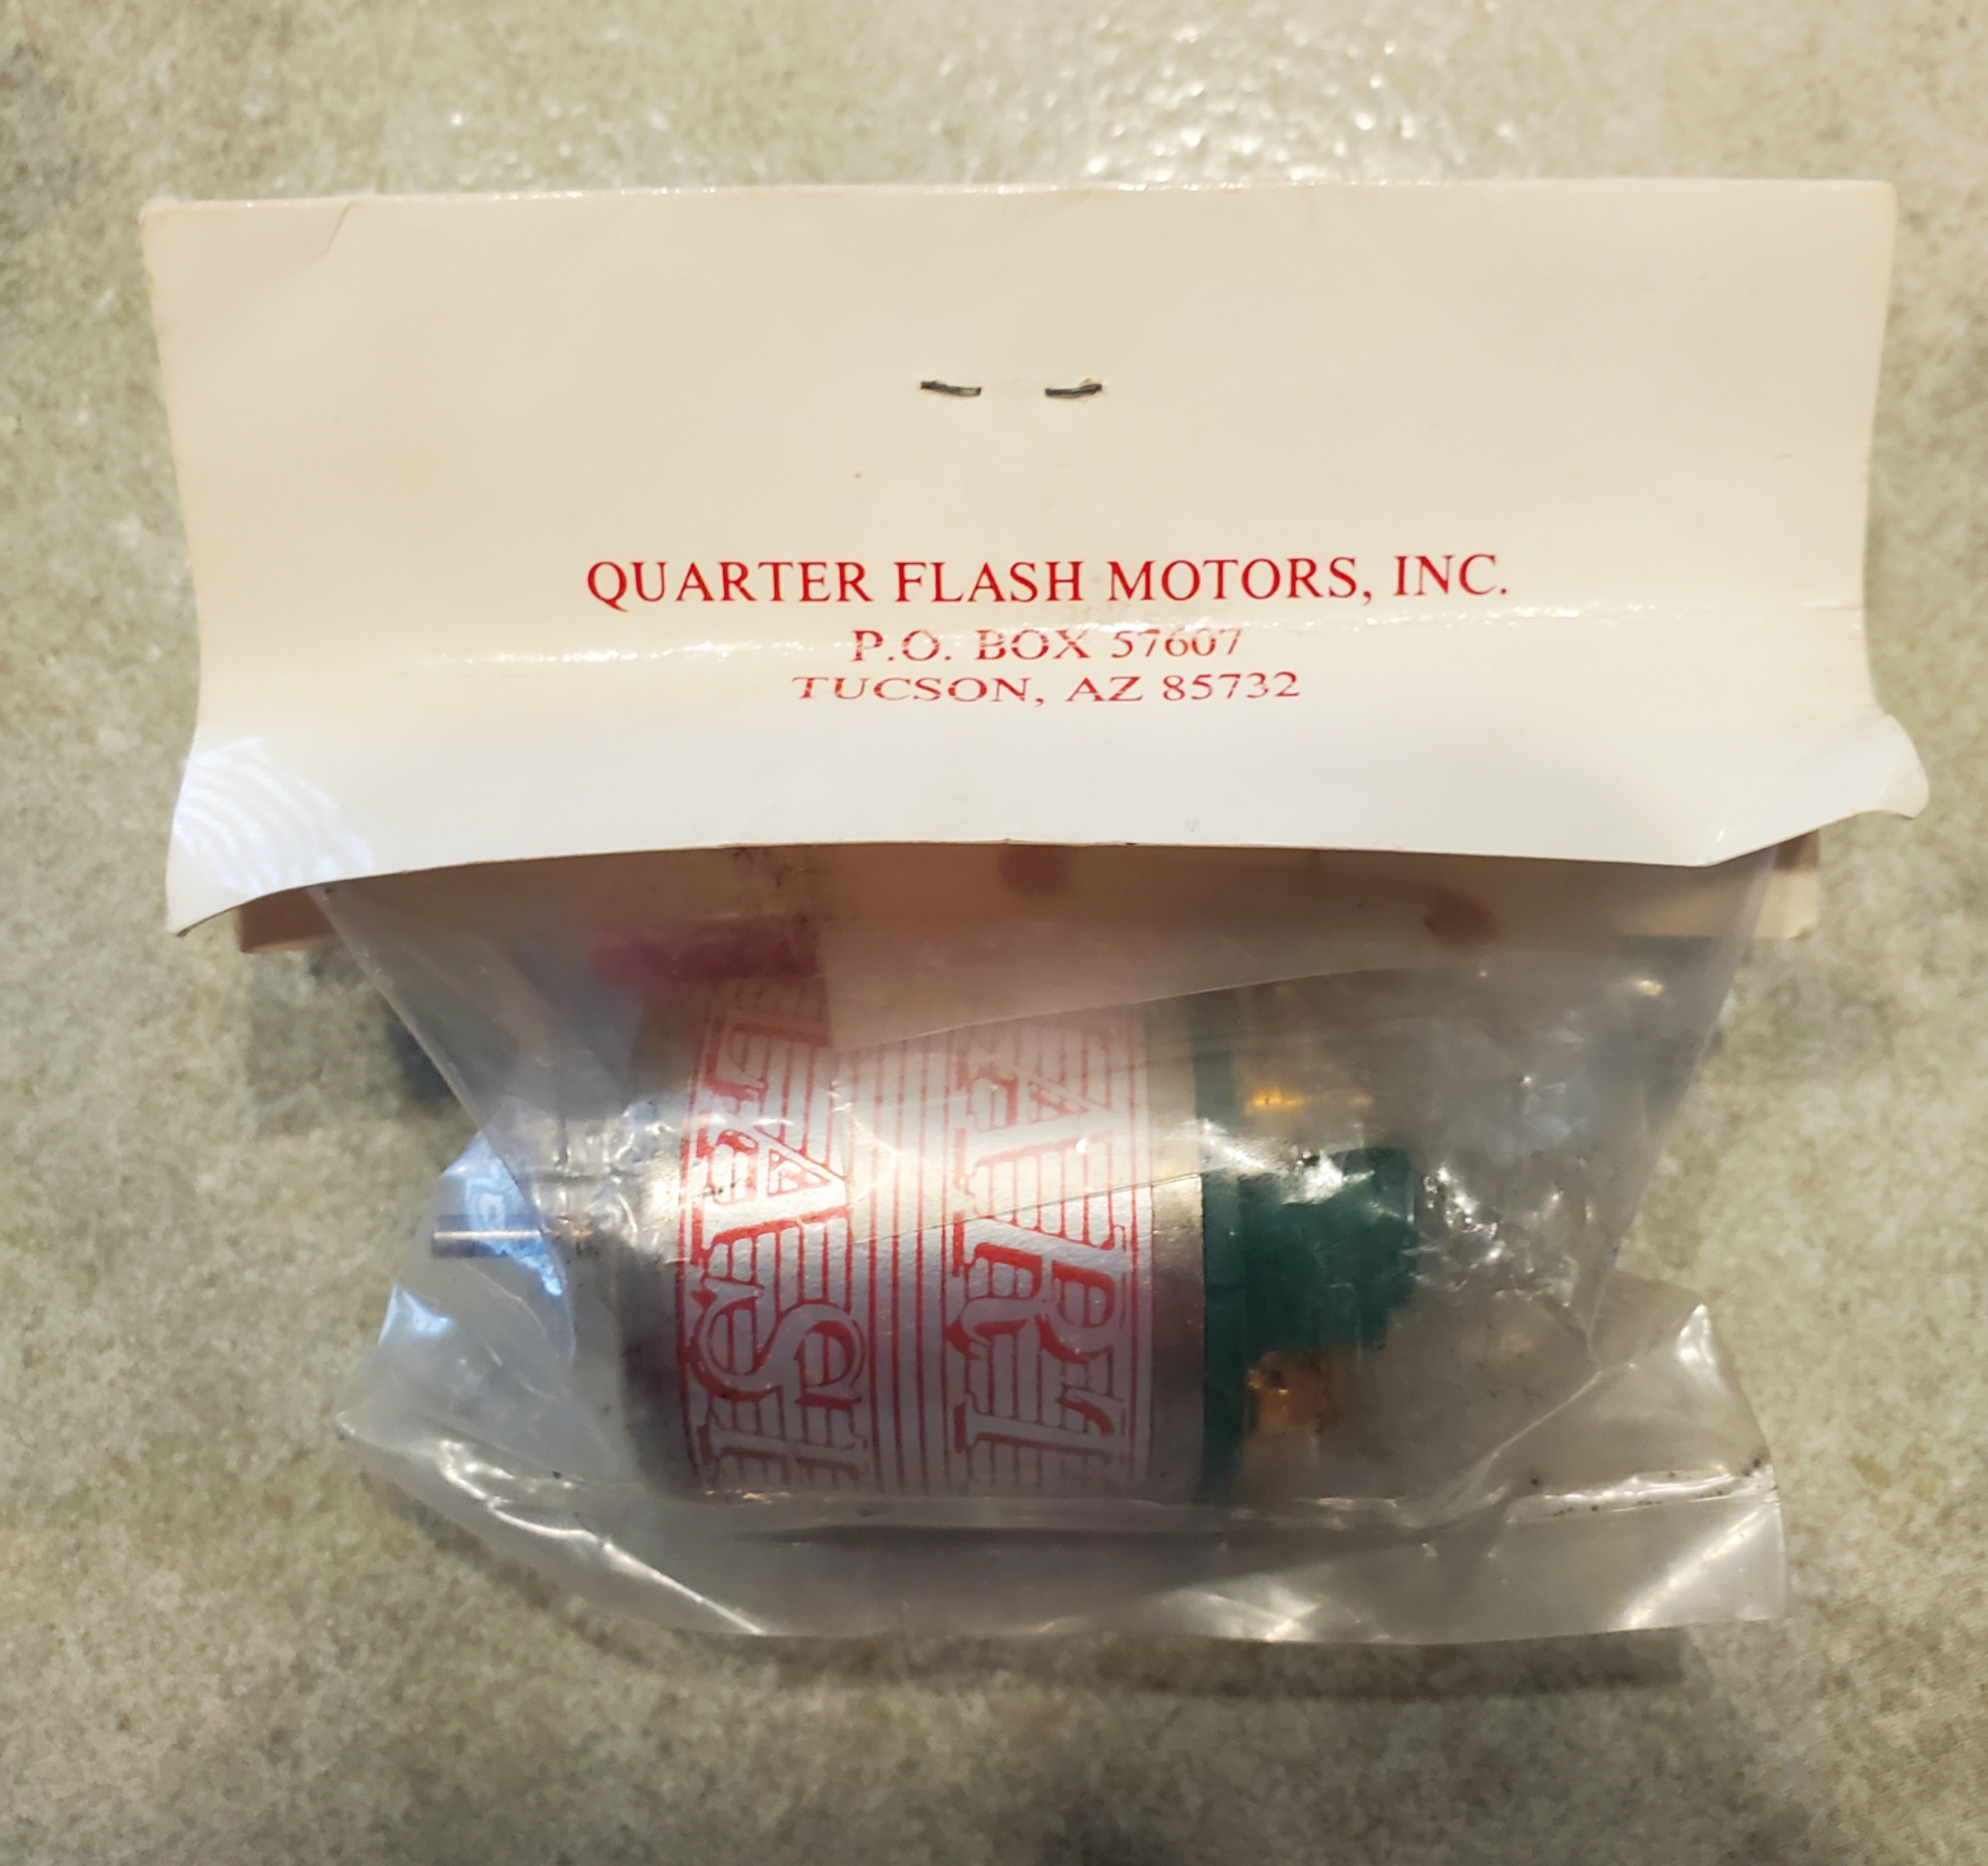 QUARTER FLASH MOTORS, INC.
P.O. BOX 57607
TUCSON, AZ 85732